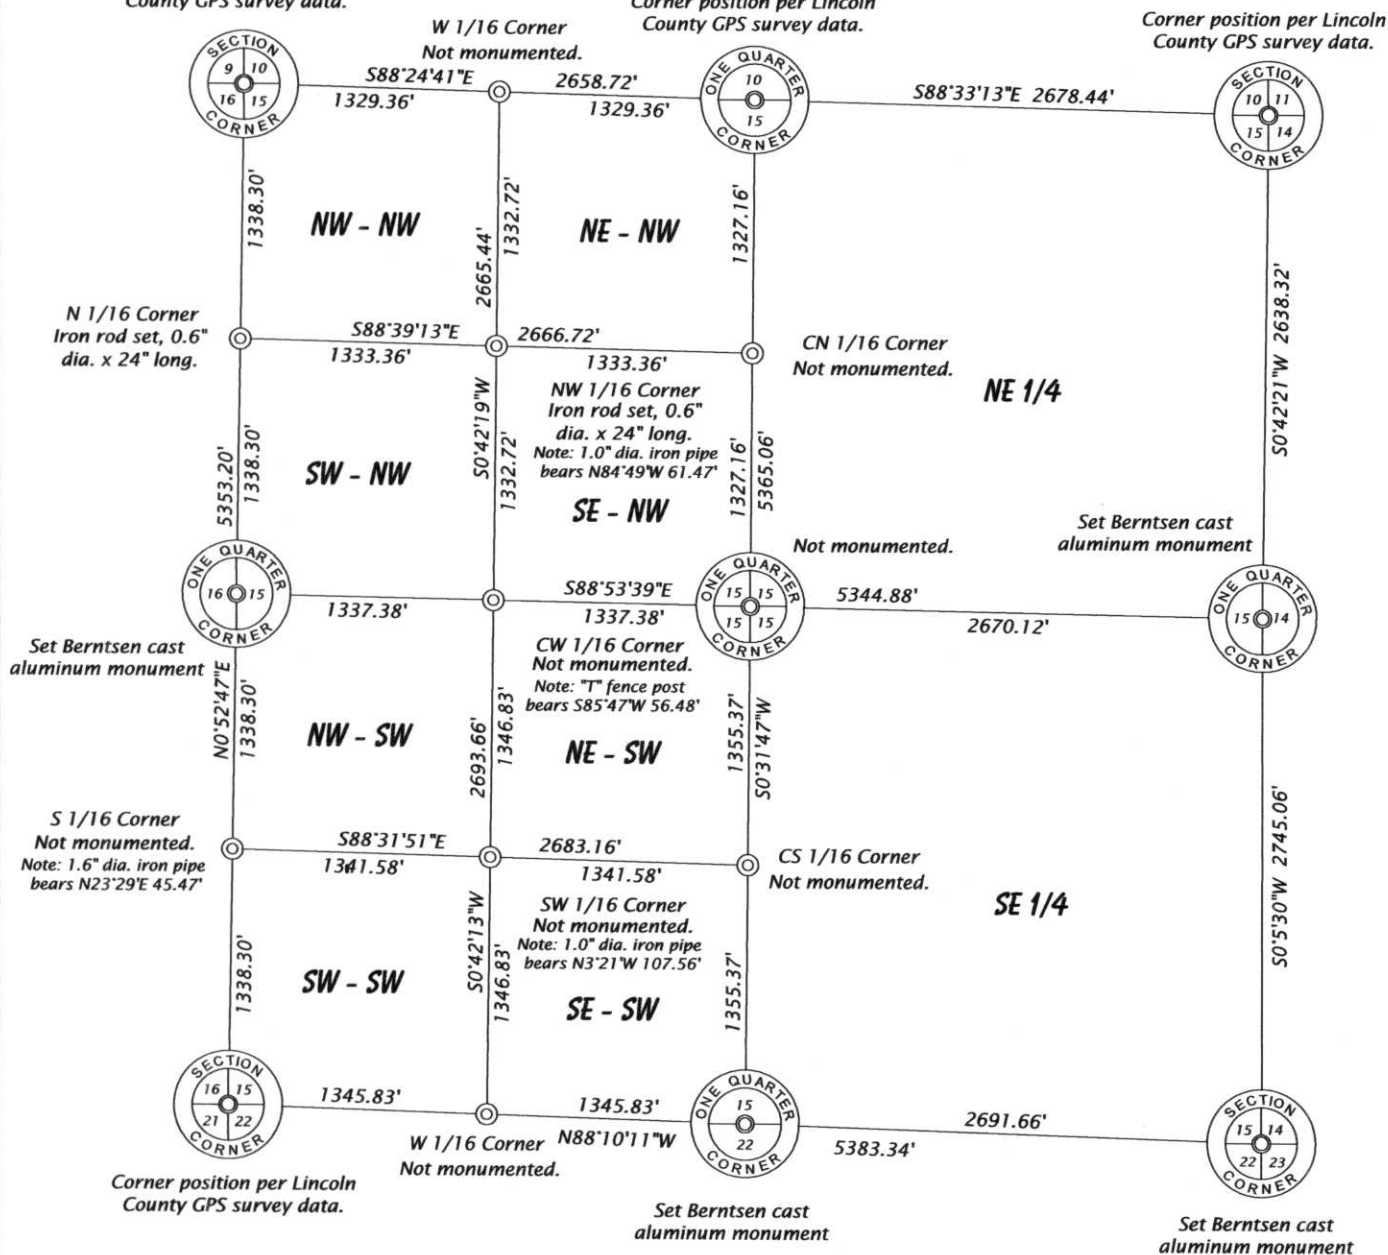 County GPS survey data.
Corner position per Lincoln
County GPS survey data.
W 1/16 Corner
Not monumented.
Corner position per Lincoln
County GPS survey data.
SECTION
9 10
16 15
CORNER
S88°24'41"E
1329.36'
2658.72'
1329.36'
ONE QUARTER
10
15
CORNER
S88°33'13"E 2678.44'
SECTION
10 11
15 14
CORNER
1338.30'
NW - NW
2665.44'
1332.72'
NE - NW
1327.16'
S0°42'21"W 2638.32'
N 1/16 Corner
Iron rod set, 0.6"
dia. x 24" long.
S88°39'13"E
1333.36'
2666.72'
1333.36'
CN 1/16 Corner
Not monumented.
NE 1/4
NW 1/16 Corner
Iron rod set, 0.6"
dia. x 24" long.
Note: 1.0" dia. iron pipe
bears N84°49'W 61.47'
5353.20'
1338.30'
SW - NW
S0°42'19"W
1332.72'
SE - NW
1327.16'
5365.06'
Not monumented.
Set Berntsen cast
aluminum monument
ONE QUARTER
16 15
CORNER
1337.38'
S88°53'39"E
1337.38'
ONE QUARTER
15 15
15 15
CORNER
5344.88'
2670.12'
ONE QUARTER
15 14
CORNER
Set Berntsen cast
aluminum monument
CW 1/16 Corner
Not monumented.
Note: "T" fence post
bears S85°47'W 56.48'
N0°52'47"E
1338.30'
NW - SW
2693.66'
1346.83'
NE - SW
1355.37'
S0°31'47"W
S0°5'30"W 2745.06'
S 1/16 Corner
Not monumented.
Note: 1.6" dia. iron pipe
bears N23°29'E 45.47'
S88°31'51"E
1341.58'
2683.16'
1341.58'
CS 1/16 Corner
Not monumented.
SE 1/4
SW 1/16 Corner
Not monumented.
Note: 1.0" dia. iron pipe
bears N3°21'W 107.56'
1338.30'
SW - SW
S0°42'13"W
1346.83'
SE - SW
1355.37'
SECTION
16 15
21 22
CORNER
1345.83'
1345.83'
N88°10'11"W
ONE QUARTER
15
22
CORNER
2691.66'
5383.34'
SECTION
15 14
22 23
CORNER
W 1/16 Corner
Not monumented.
Corner position per Lincoln
County GPS survey data.
Set Berntsen cast
aluminum monument
Set Berntsen cast
aluminum monument